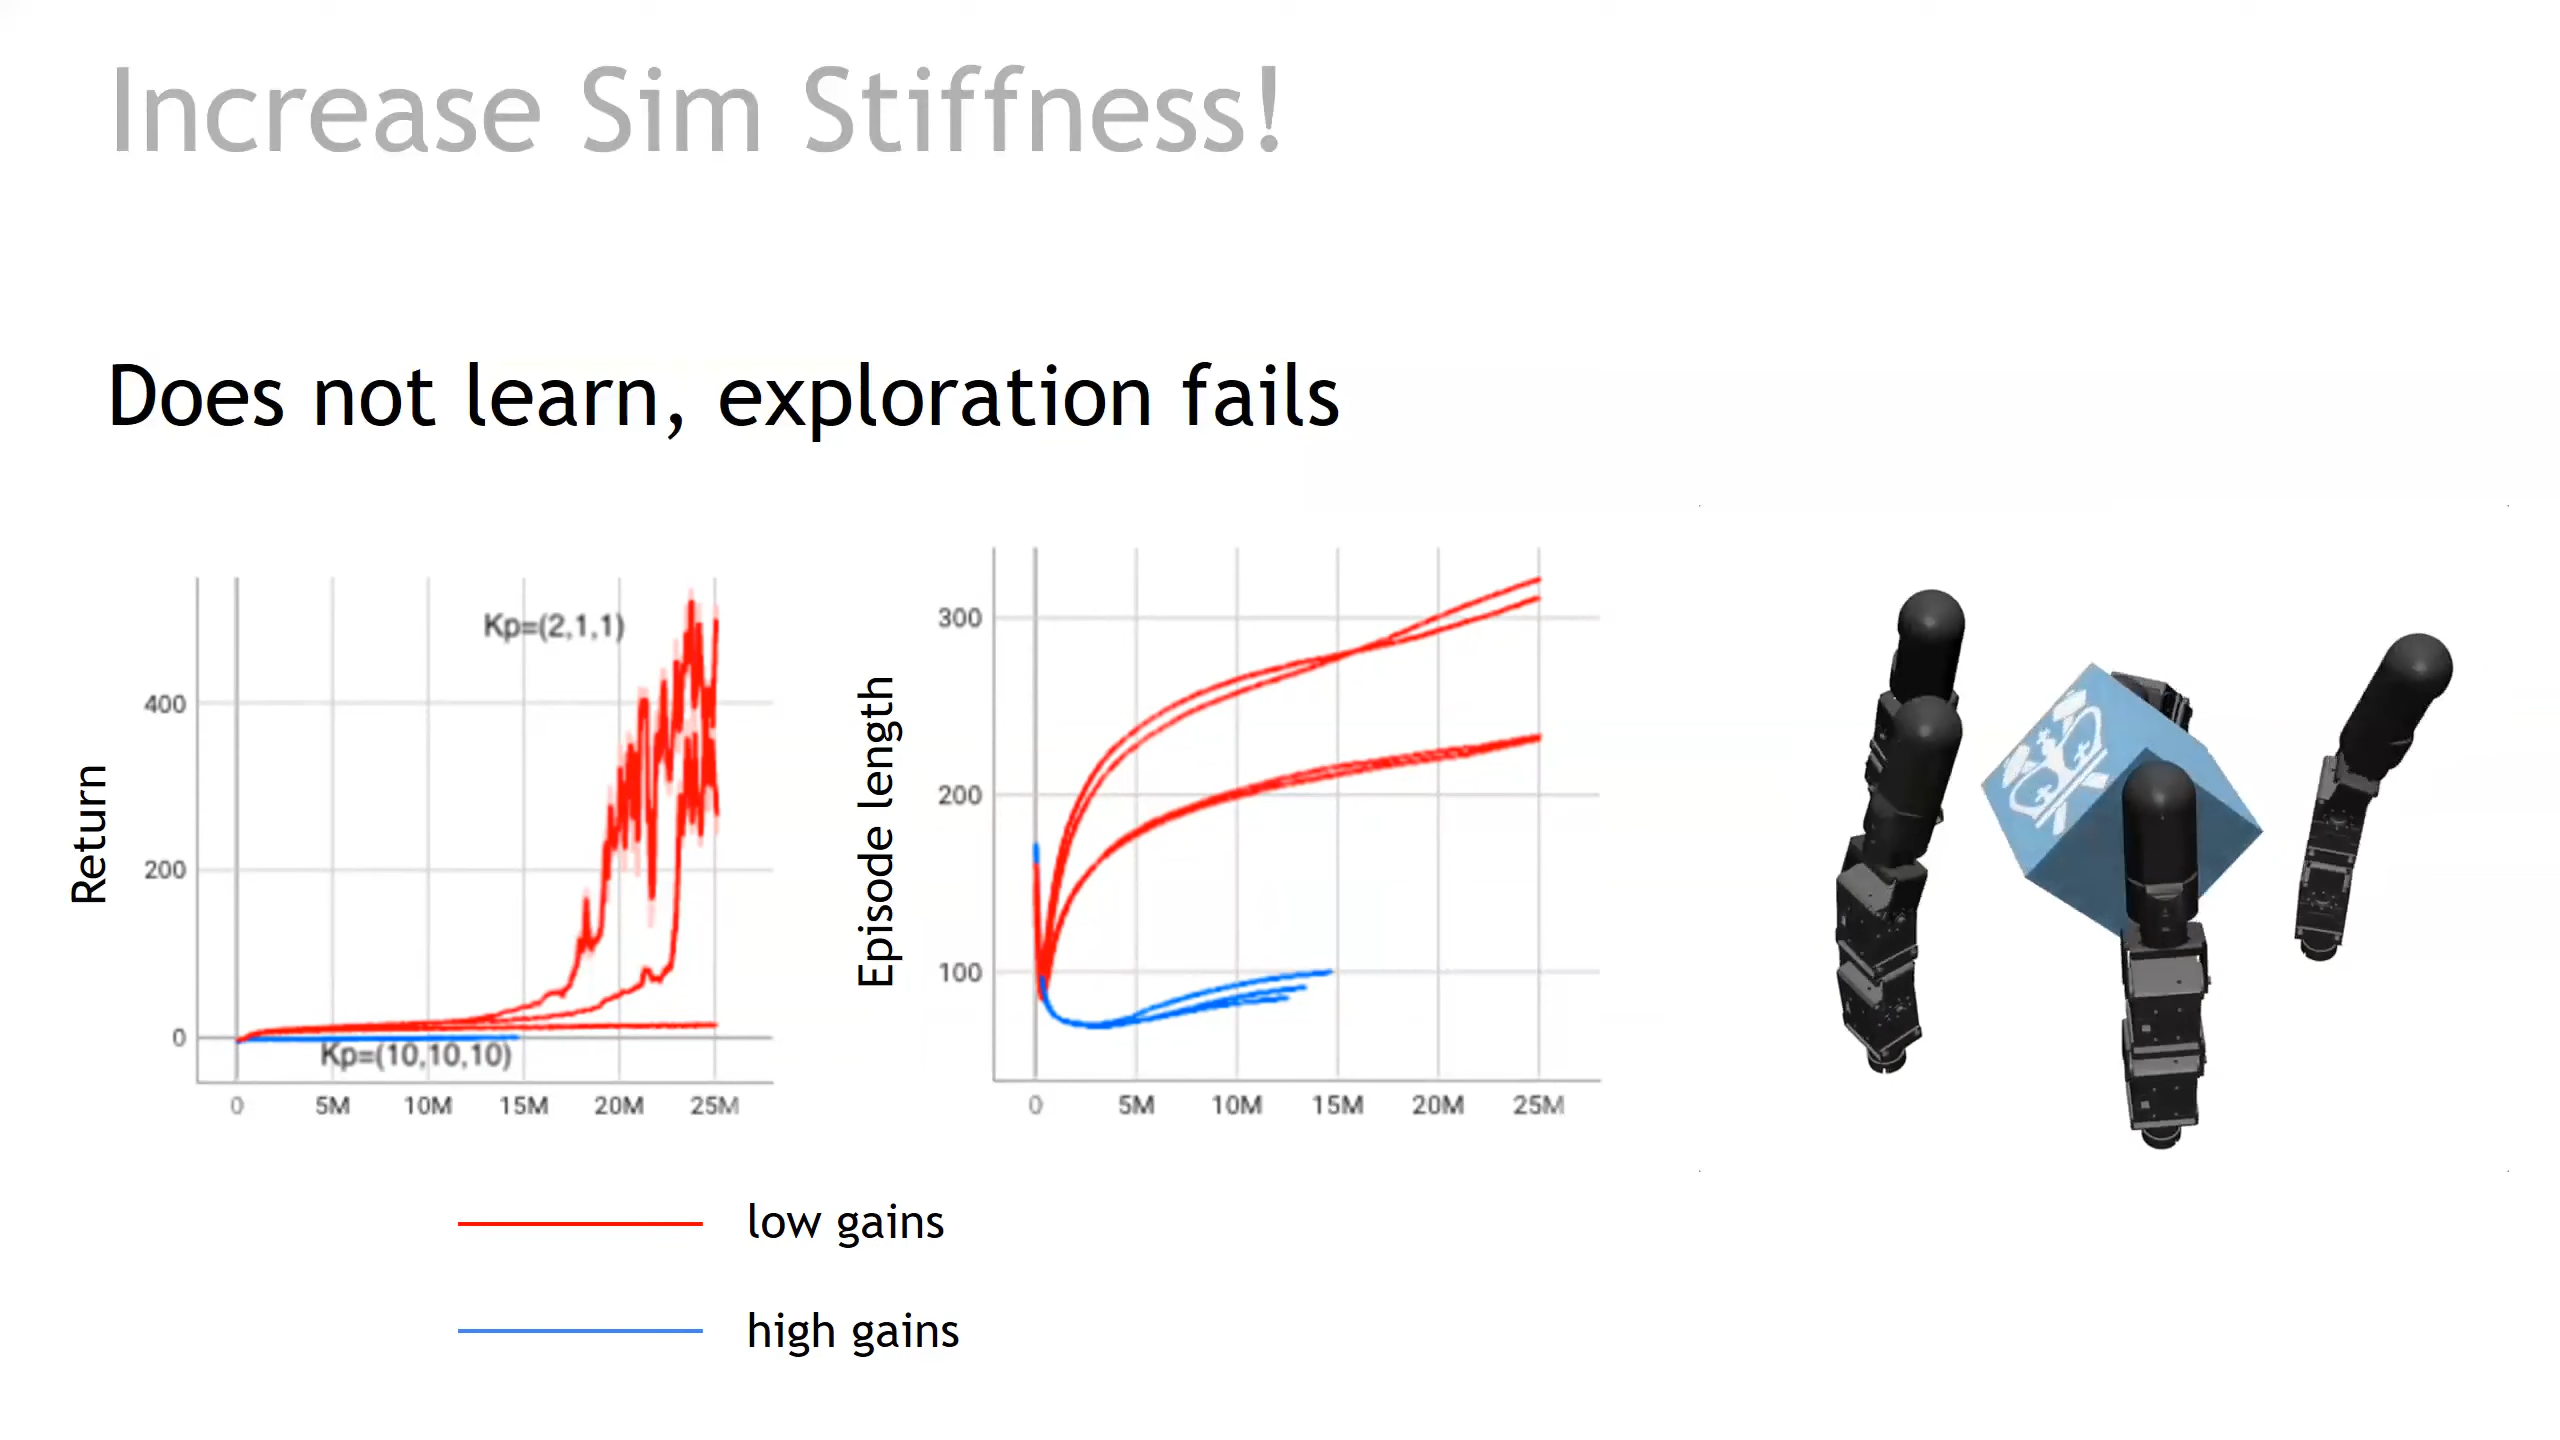 Increase Sim Stiffness!
Does not learn, exploration fails
Return
400
200
0
Kp=(2,1,1)
Kp=(10,10,10)
0 5M 10M 15M 20M 25M
Episode length
300
200
100
0 5M 10M 15M 20M 25M
low gains
high gains